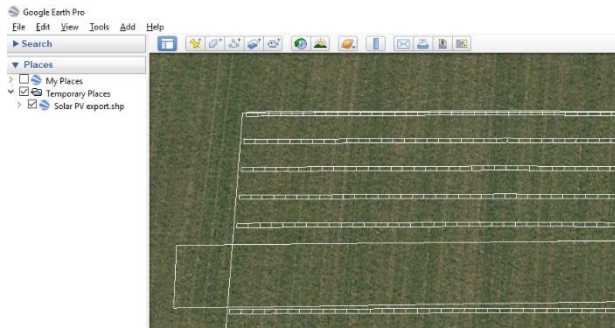 Google Earth Pro
File Edit View Tools Add Help
Search
Places
My Places
Temporary Places
Solar PV export.shp